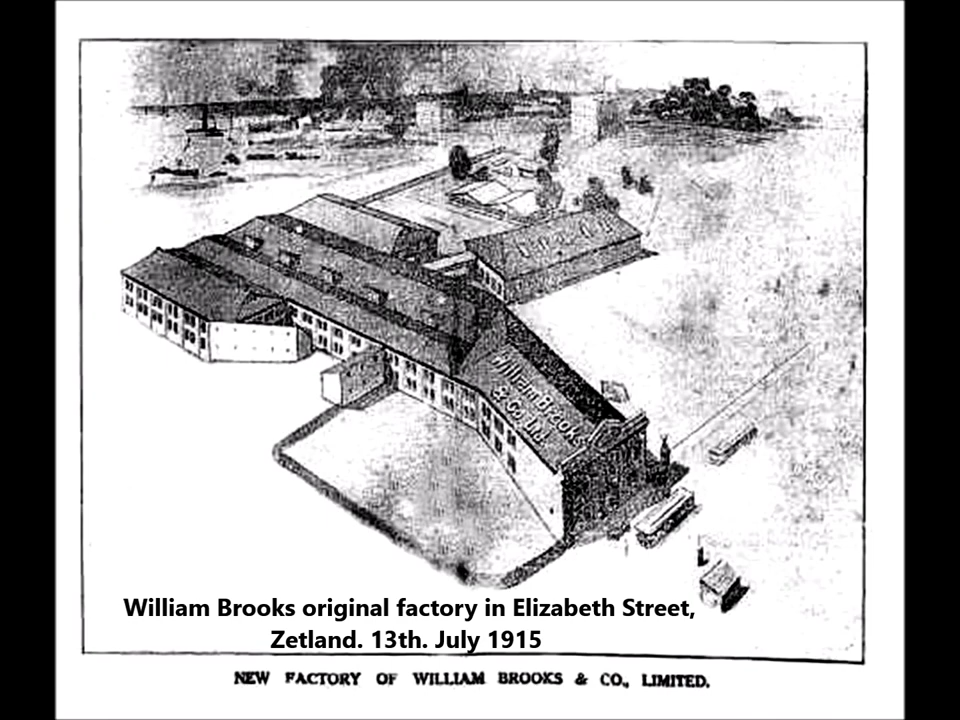 William Brooks
& Co. Ltd.
William Brooks original factory in Elizabeth Street,
Zetland. 13th. July 1915
NEW FACTORY OF WILLIAM BROOKS & CO., LIMITED.